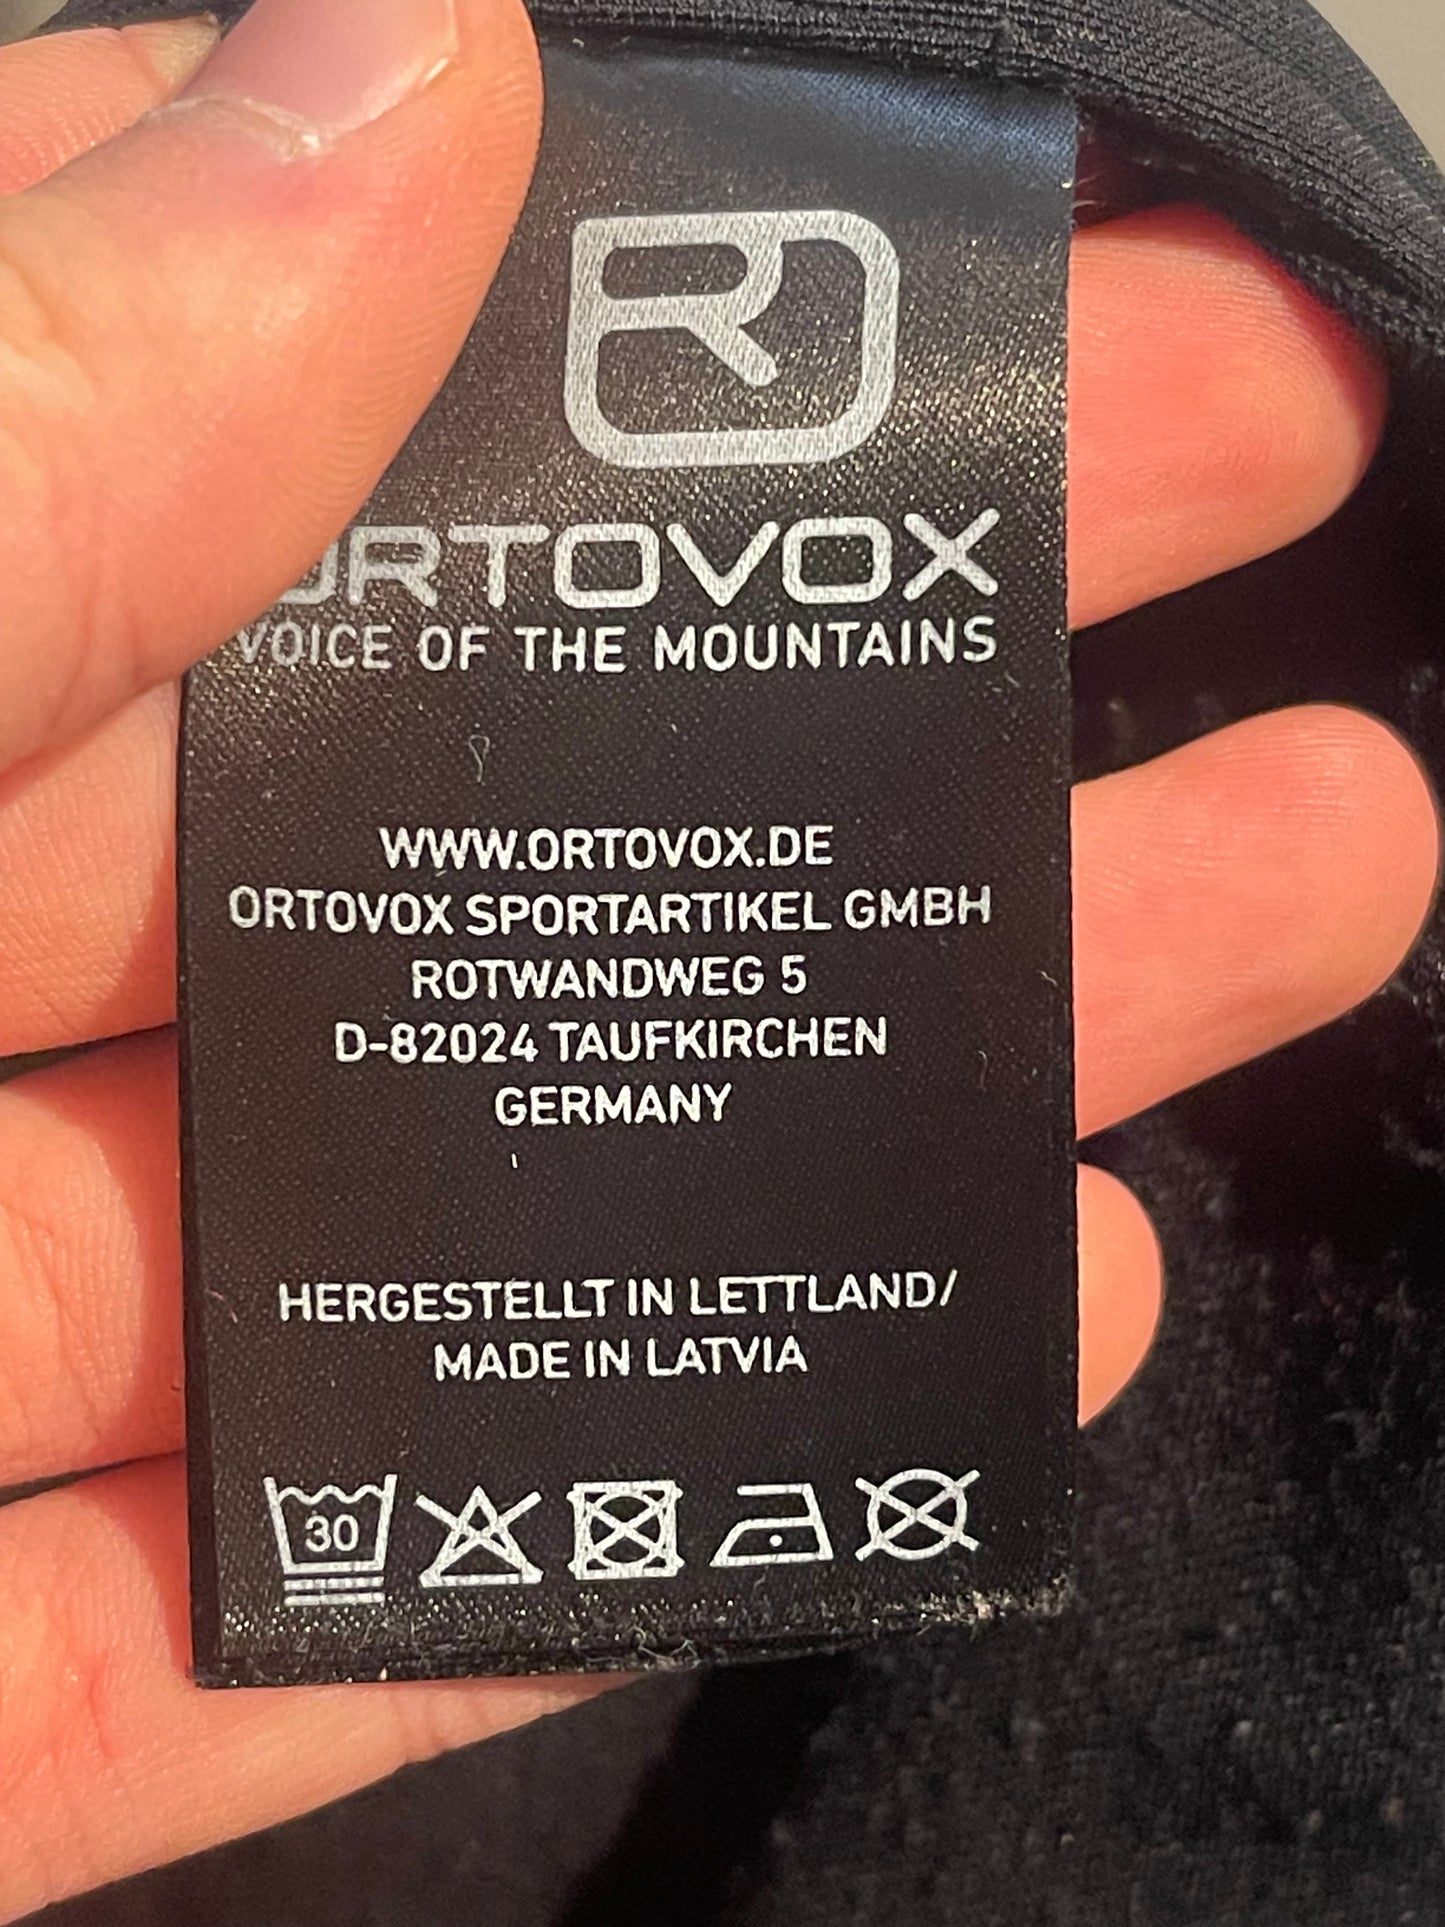 ORTOVOX
VOICE OF THE MOUNTAINS
WWW.ORTOVOX.DE
ORTOVOX SPORTARTIKEL GMBH
ROTWANDWEG 5
D-82024 TAUFKIRCHEN
GERMANY
HERGESTELLT IN LETTLAND/
MADE IN LATVIA
30